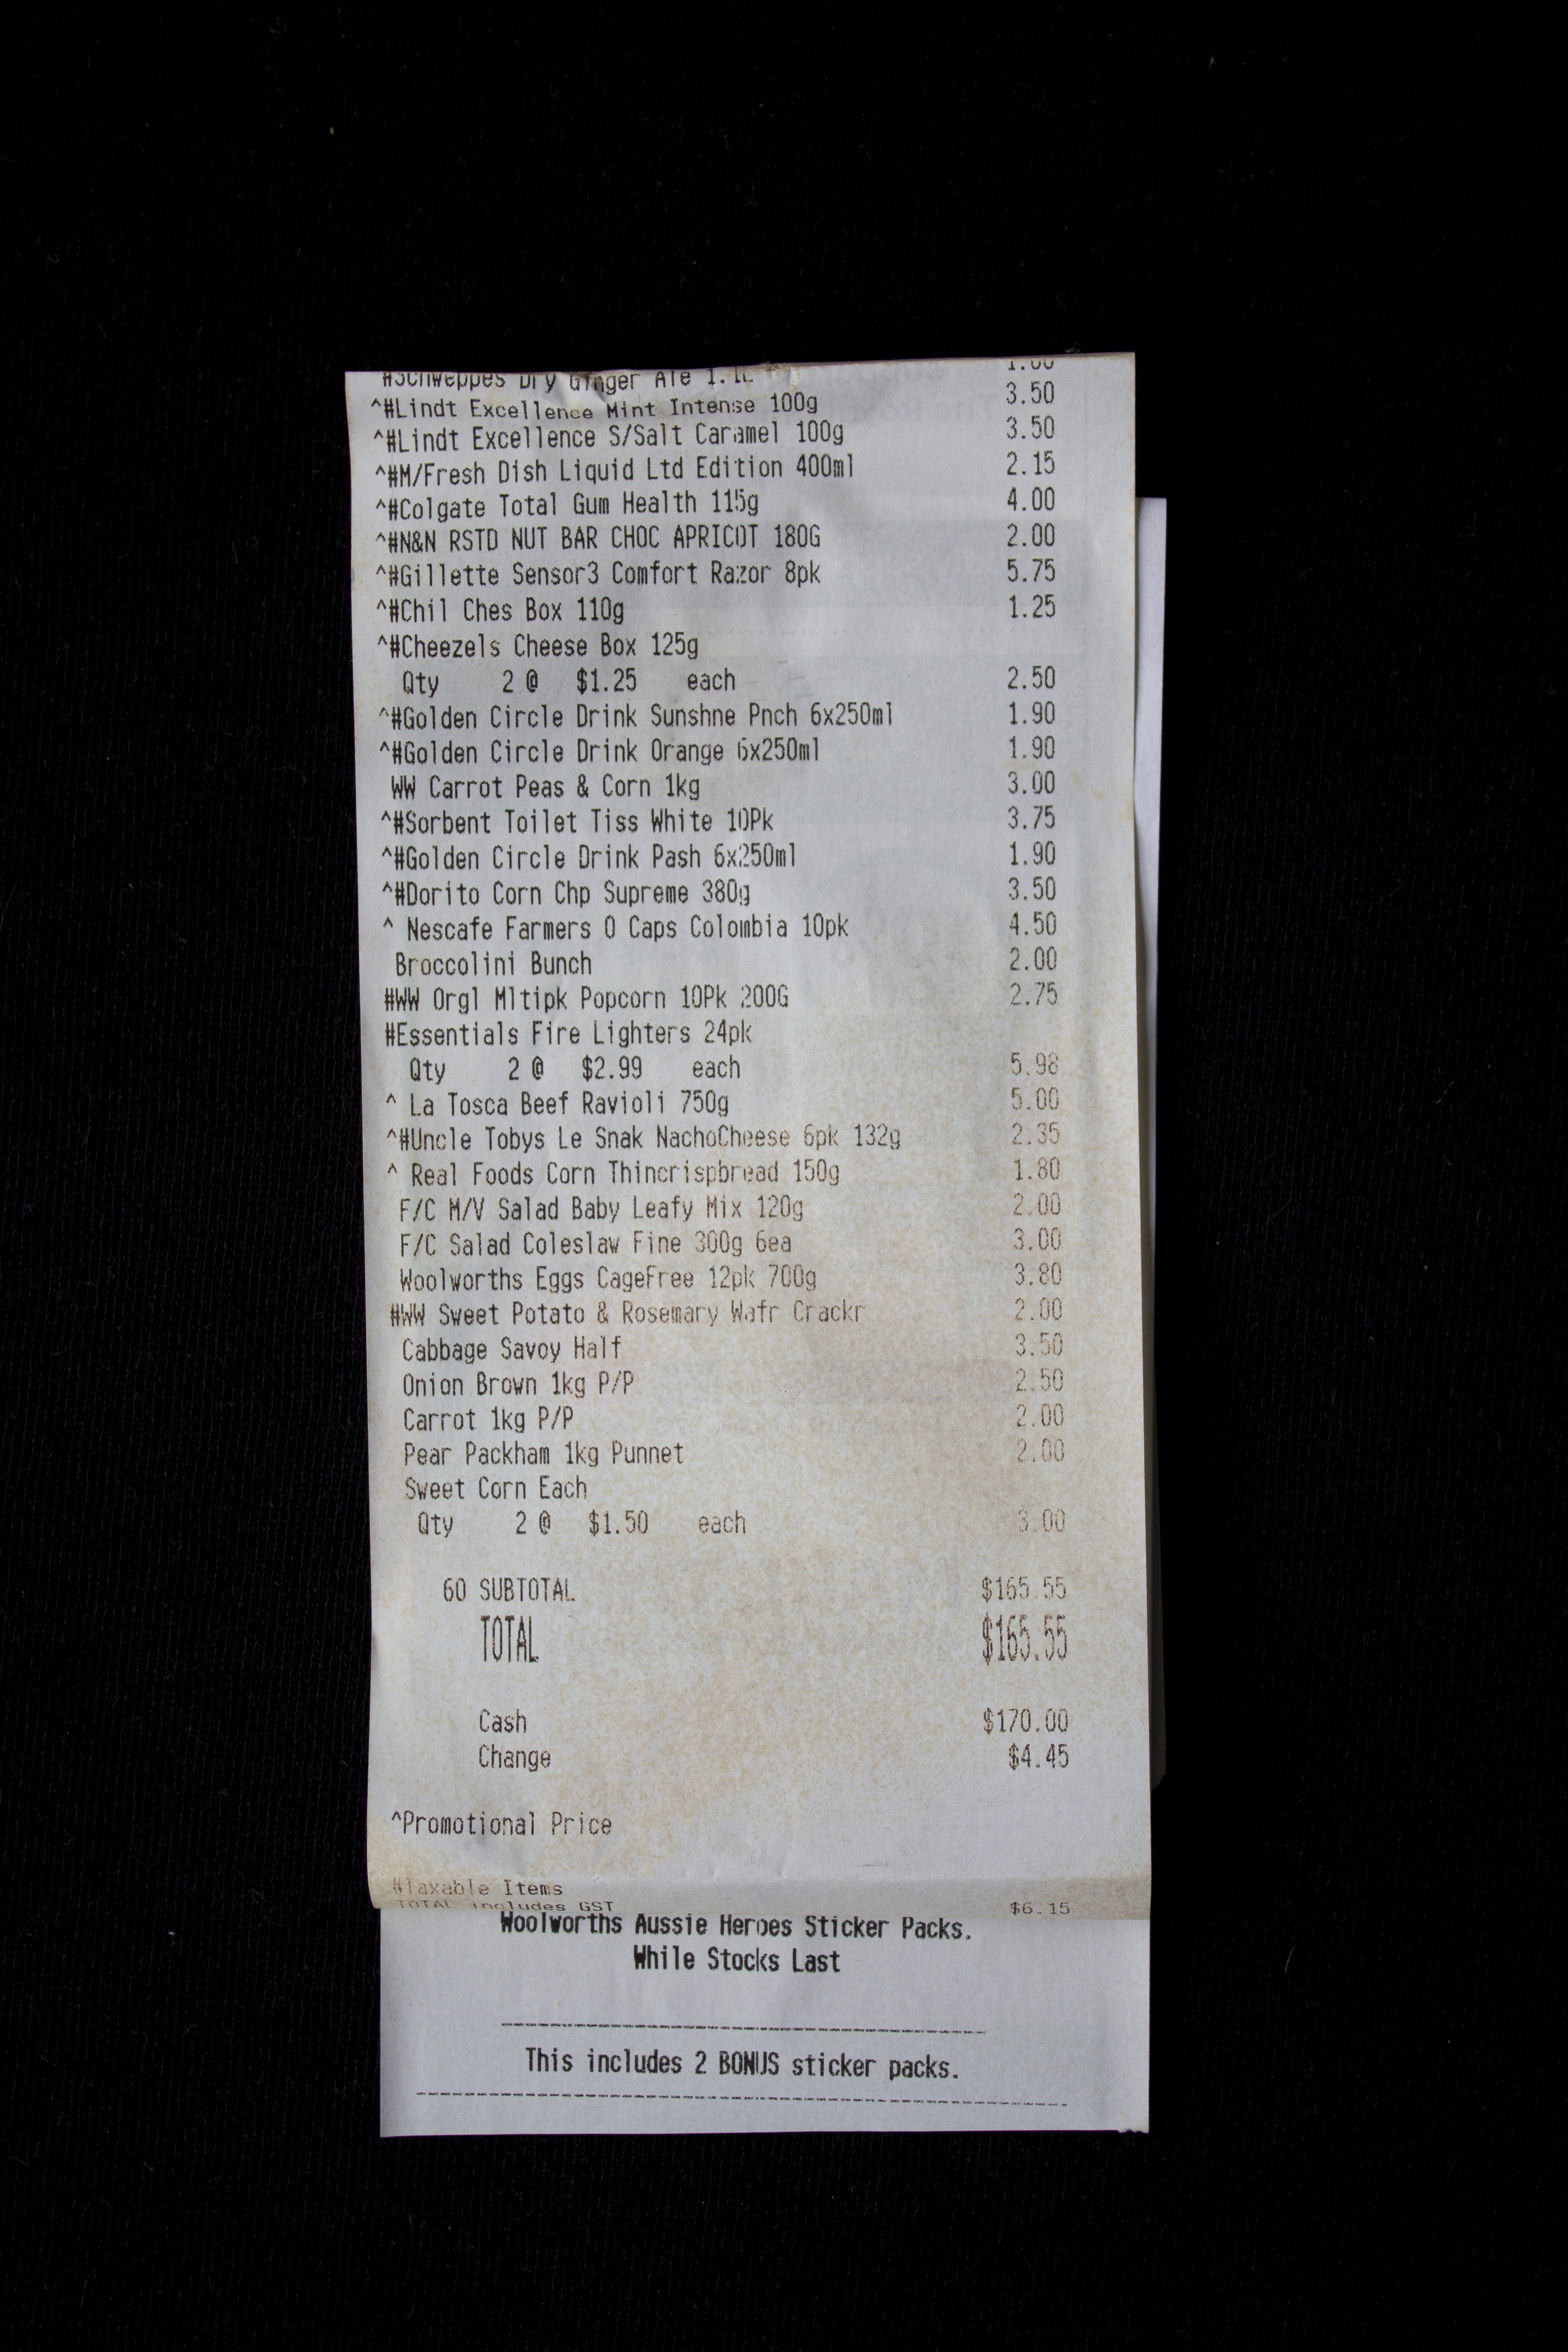 #Schweppes Dry Ginger Ale
^#Lindt Excellence Mint Intense 100g 3.50
^#Lindt Excellence S/Salt Caramel 100g 3.50
^#M/Fresh Dish Liquid Ltd Edition 400ml 2.15
^#Colgate Total Gum Health 115g 4.00
^#N&N RSTD NUT BAR CHOC APRICOT 180G 2.00
^#Gillette Sensor3 Comfort Razor 8pk 5.75
^#Chil Ches Box 110g 1.25
^#Cheezels Cheese Box 125g
Qty 2 @ $1.25 each 2.50
^#Golden Circle Drink Sunshne Pnch 6x250ml 1.90
^#Golden Circle Drink Orange 6x250ml 1.90
WW Carrot Peas & Corn 1kg 3.00
^#Sorbent Toilet Tiss White 10Pk 3.75
^#Golden Circle Drink Pash 6x250ml 1.90
^#Dorito Corn Chp Supreme 380g 3.50
^ Nescafe Farmers O Caps Colombia 10pk 4.50
Broccolini Bunch 2.00
#WW Orgl Mltipk Popcorn 10Pk 200G 2.75
#Essentials Fire Lighters 24pk
Qty 2 @ $2.99 each 5.98
^ La Tosca Beef Ravioli 750g 5.00
^#Uncle Tobys Le Snak NachoCheese 6pk 132g 2.35
^ Real Foods Corn Thincrispbread 150g 1.80
F/C M/V Salad Baby Leafy Mix 120g 2.00
F/C Salad Coleslaw Fine 300g 6ea 3.00
Woolworths Eggs CageFree 12pk 700g 3.80
#WW Sweet Potato & Rosemary Wafr Crackr 2.00
Cabbage Savoy Half 3.50
Onion Brown 1kg P/P 2.50
Carrot 1kg P/P 2.00
Pear Packham 1kg Punnet 2.00
Sweet Corn Each
Qty 2 @ $1.50 each 3.00
60 SUBTOTAL $165.55
TOTAL $165.55
Cash $170.00
Change $4.45
^Promotional Price
#Taxable Items
TOTAL includes GST $6.15
Woolworths Aussie Heroes Sticker Packs.
While Stocks Last
This includes 2 BONUS sticker packs.